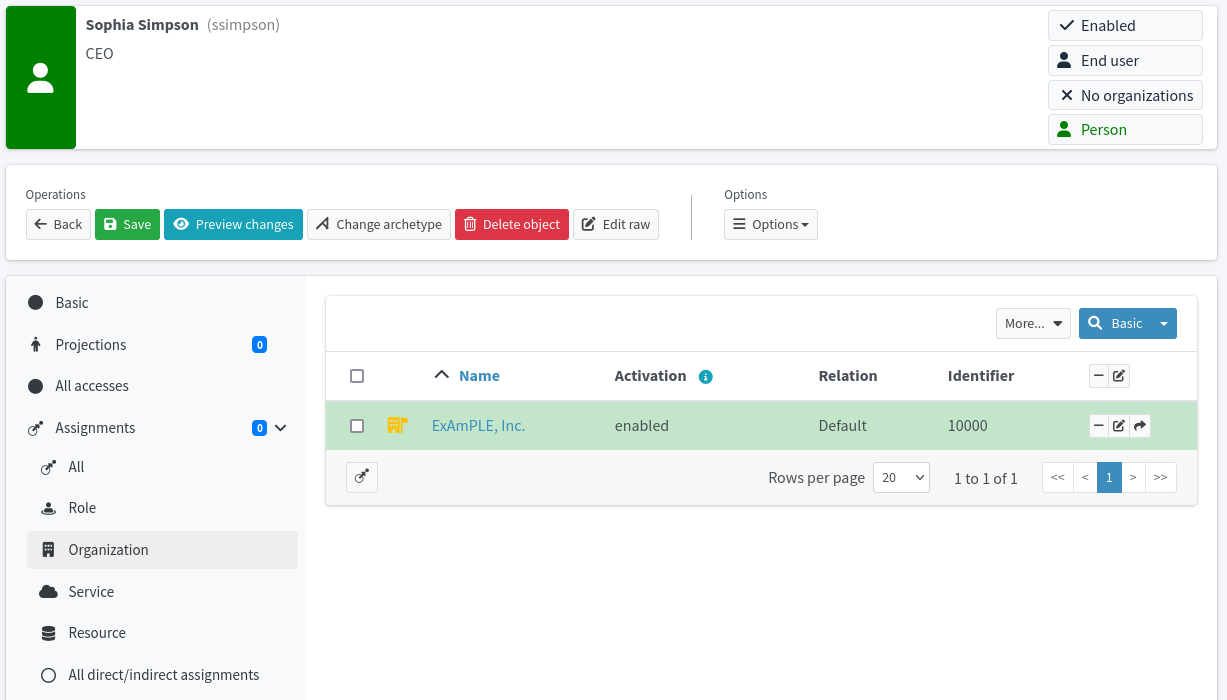 Sophia Simpson (ssimpson)
CEO
Enabled
End user
No organizations
Person
Operations
Options
Back Save Preview changes Change archetype Delete object Edit raw Options
Basic
Projections 0
All accesses
Assignments 0
All
Role
Organization
Service
Resource
All direct/indirect assignments
More... Basic
Name Activation Relation Identifier
ExAmPLE, Inc. enabled Default 10000
Rows per page 20 1 to 1 of 1 << < 1 > >>